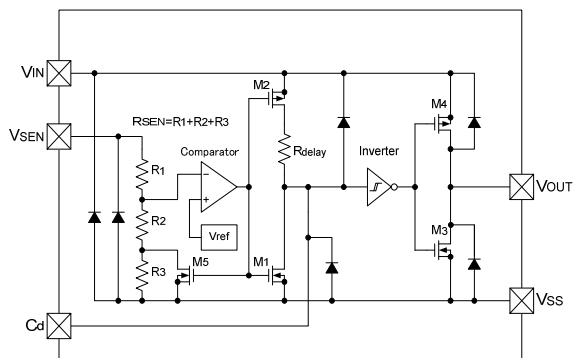 VIN
M2
M4
RSEN=R1+R2+R3
VSEN
Comparator
Rdelay
Inverter
R1
−
+
R2
Vref
VOUT
M3
R3
M5
M1
VSS
Cd